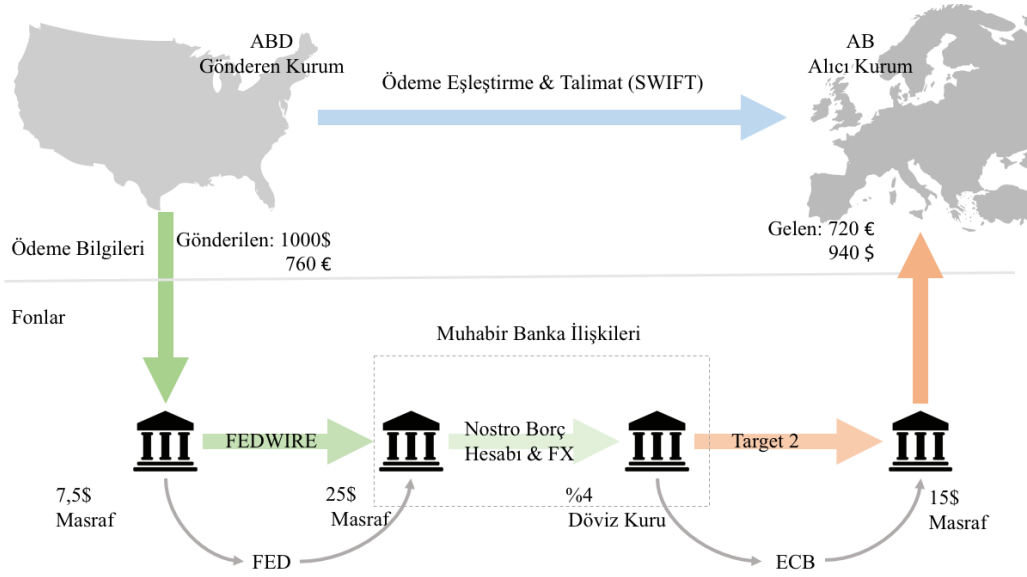 ABD
Gönderen Kurum
AB
Alıcı Kurum
Ödeme Eşleştirme & Talimat (SWIFT)
Ödeme Bilgileri
Gönderilen: 1000$
760 €
Gelen: 720 €
940 $
Fonlar
Muhabir Banka İlişkileri
FEDWIRE
Nostro Borç
Hesabı & FX
Target 2
7,5$
Masraf
25$
Masraf
%4
Döviz Kuru
15$
Masraf
FED
ECB